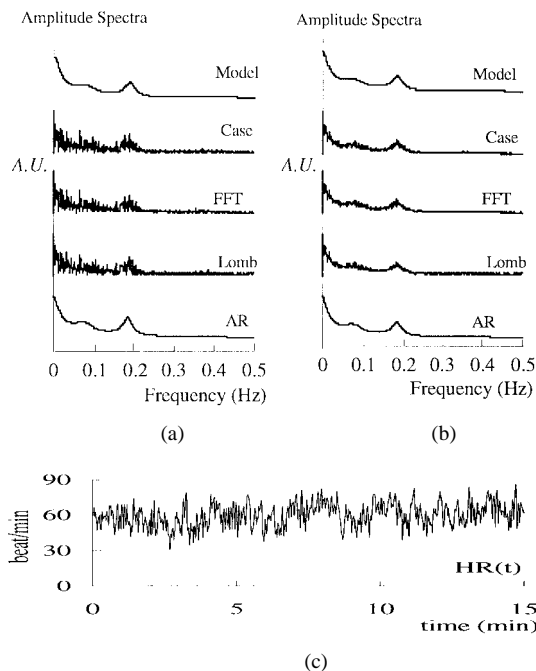 Amplitude Spectra
Model
Case
A.U.
FFT
Lomb
AR
0 0.1 0.2 0.3 0.4 0.5
Frequency (Hz)
(a)
Amplitude Spectra
Model
Case
A.U.
FFT
Lomb
AR
0 0.1 0.2 0.3 0.4 0.5
Frequency (Hz)
(b)
beat/min
90
60
30
0
HR(t)
0 5 10 15
time (min)
(c)